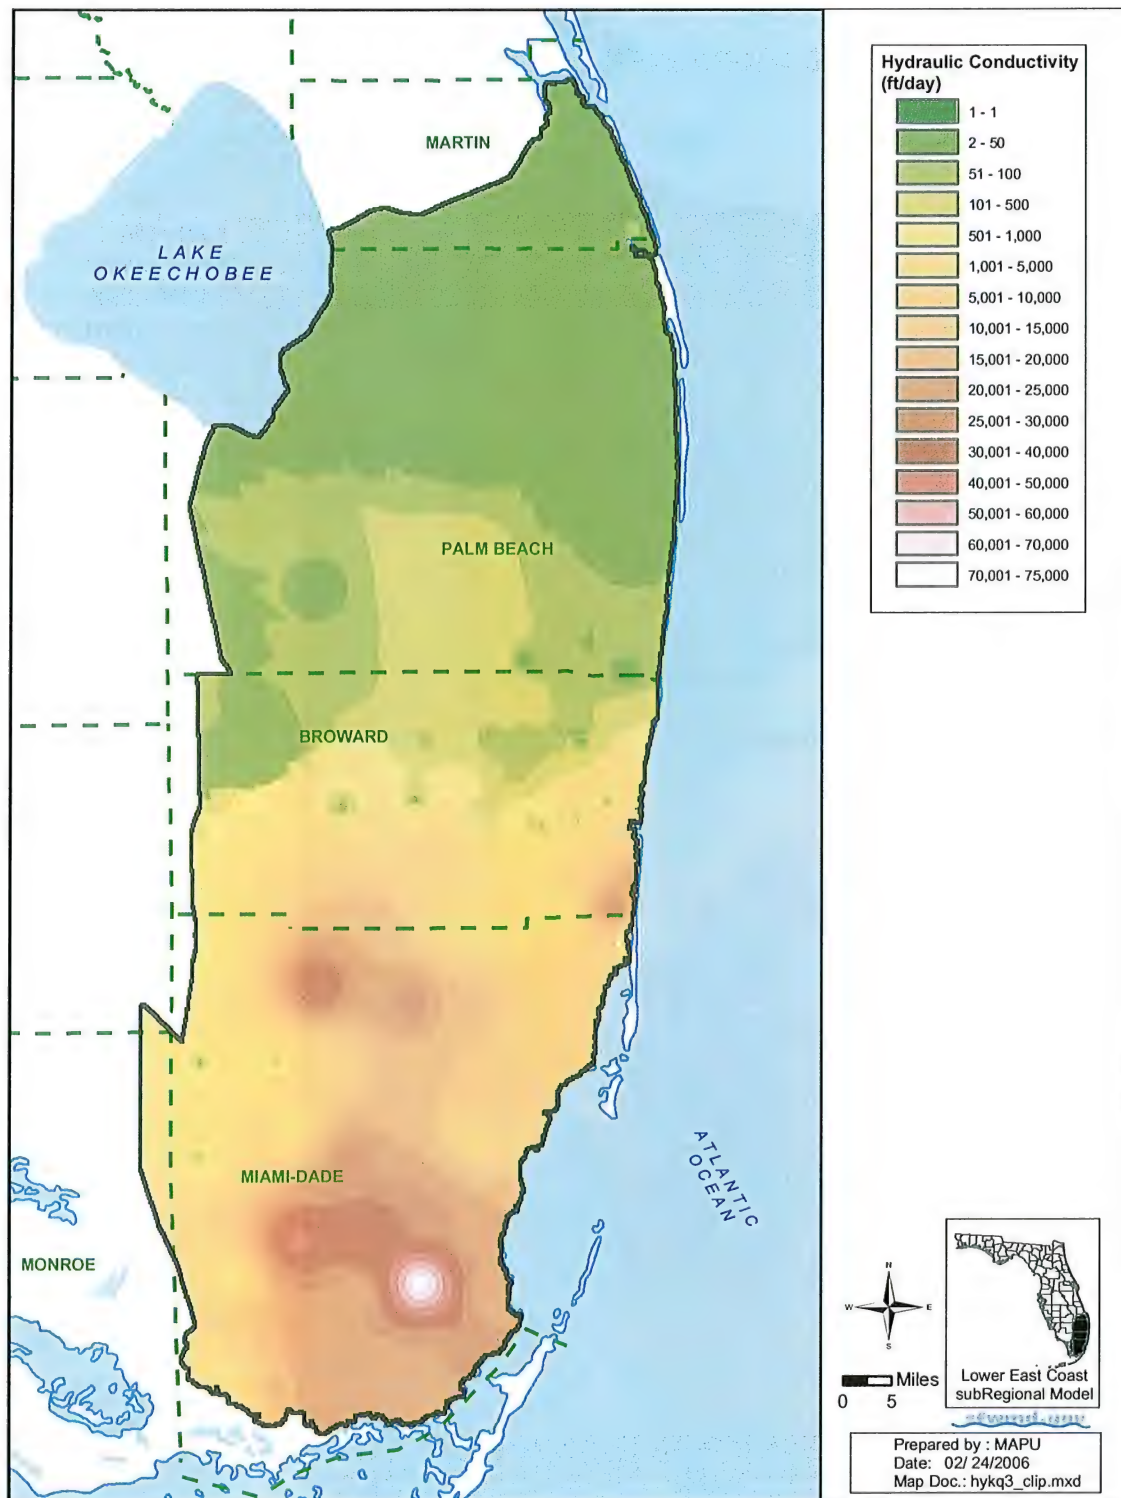 MARTIN
LAKE
OKEECHOBEE
PALM BEACH
BROWARD
MIAMI-DADE
MONROE
ATLANTIC
OCEAN
Hydraulic Conductivity
(ft/day)
1 - 1
2 - 50
51 - 100
101 - 500
501 - 1,000
1,001 - 5,000
5,001 - 10,000
10,001 - 15,000
15,001 - 20,000
20,001 - 25,000
25,001 - 30,000
30,001 - 40,000
40,001 - 50,000
50,001 - 60,000
60,001 - 70,000
70,001 - 75,000
N
W E
S
Miles
0 5
Lower East Coast
subRegional Model
sfwmd.gov
Prepared by : MAPU
Date: 02/ 24/2006
Map Doc.: hykq3_clip.mxd